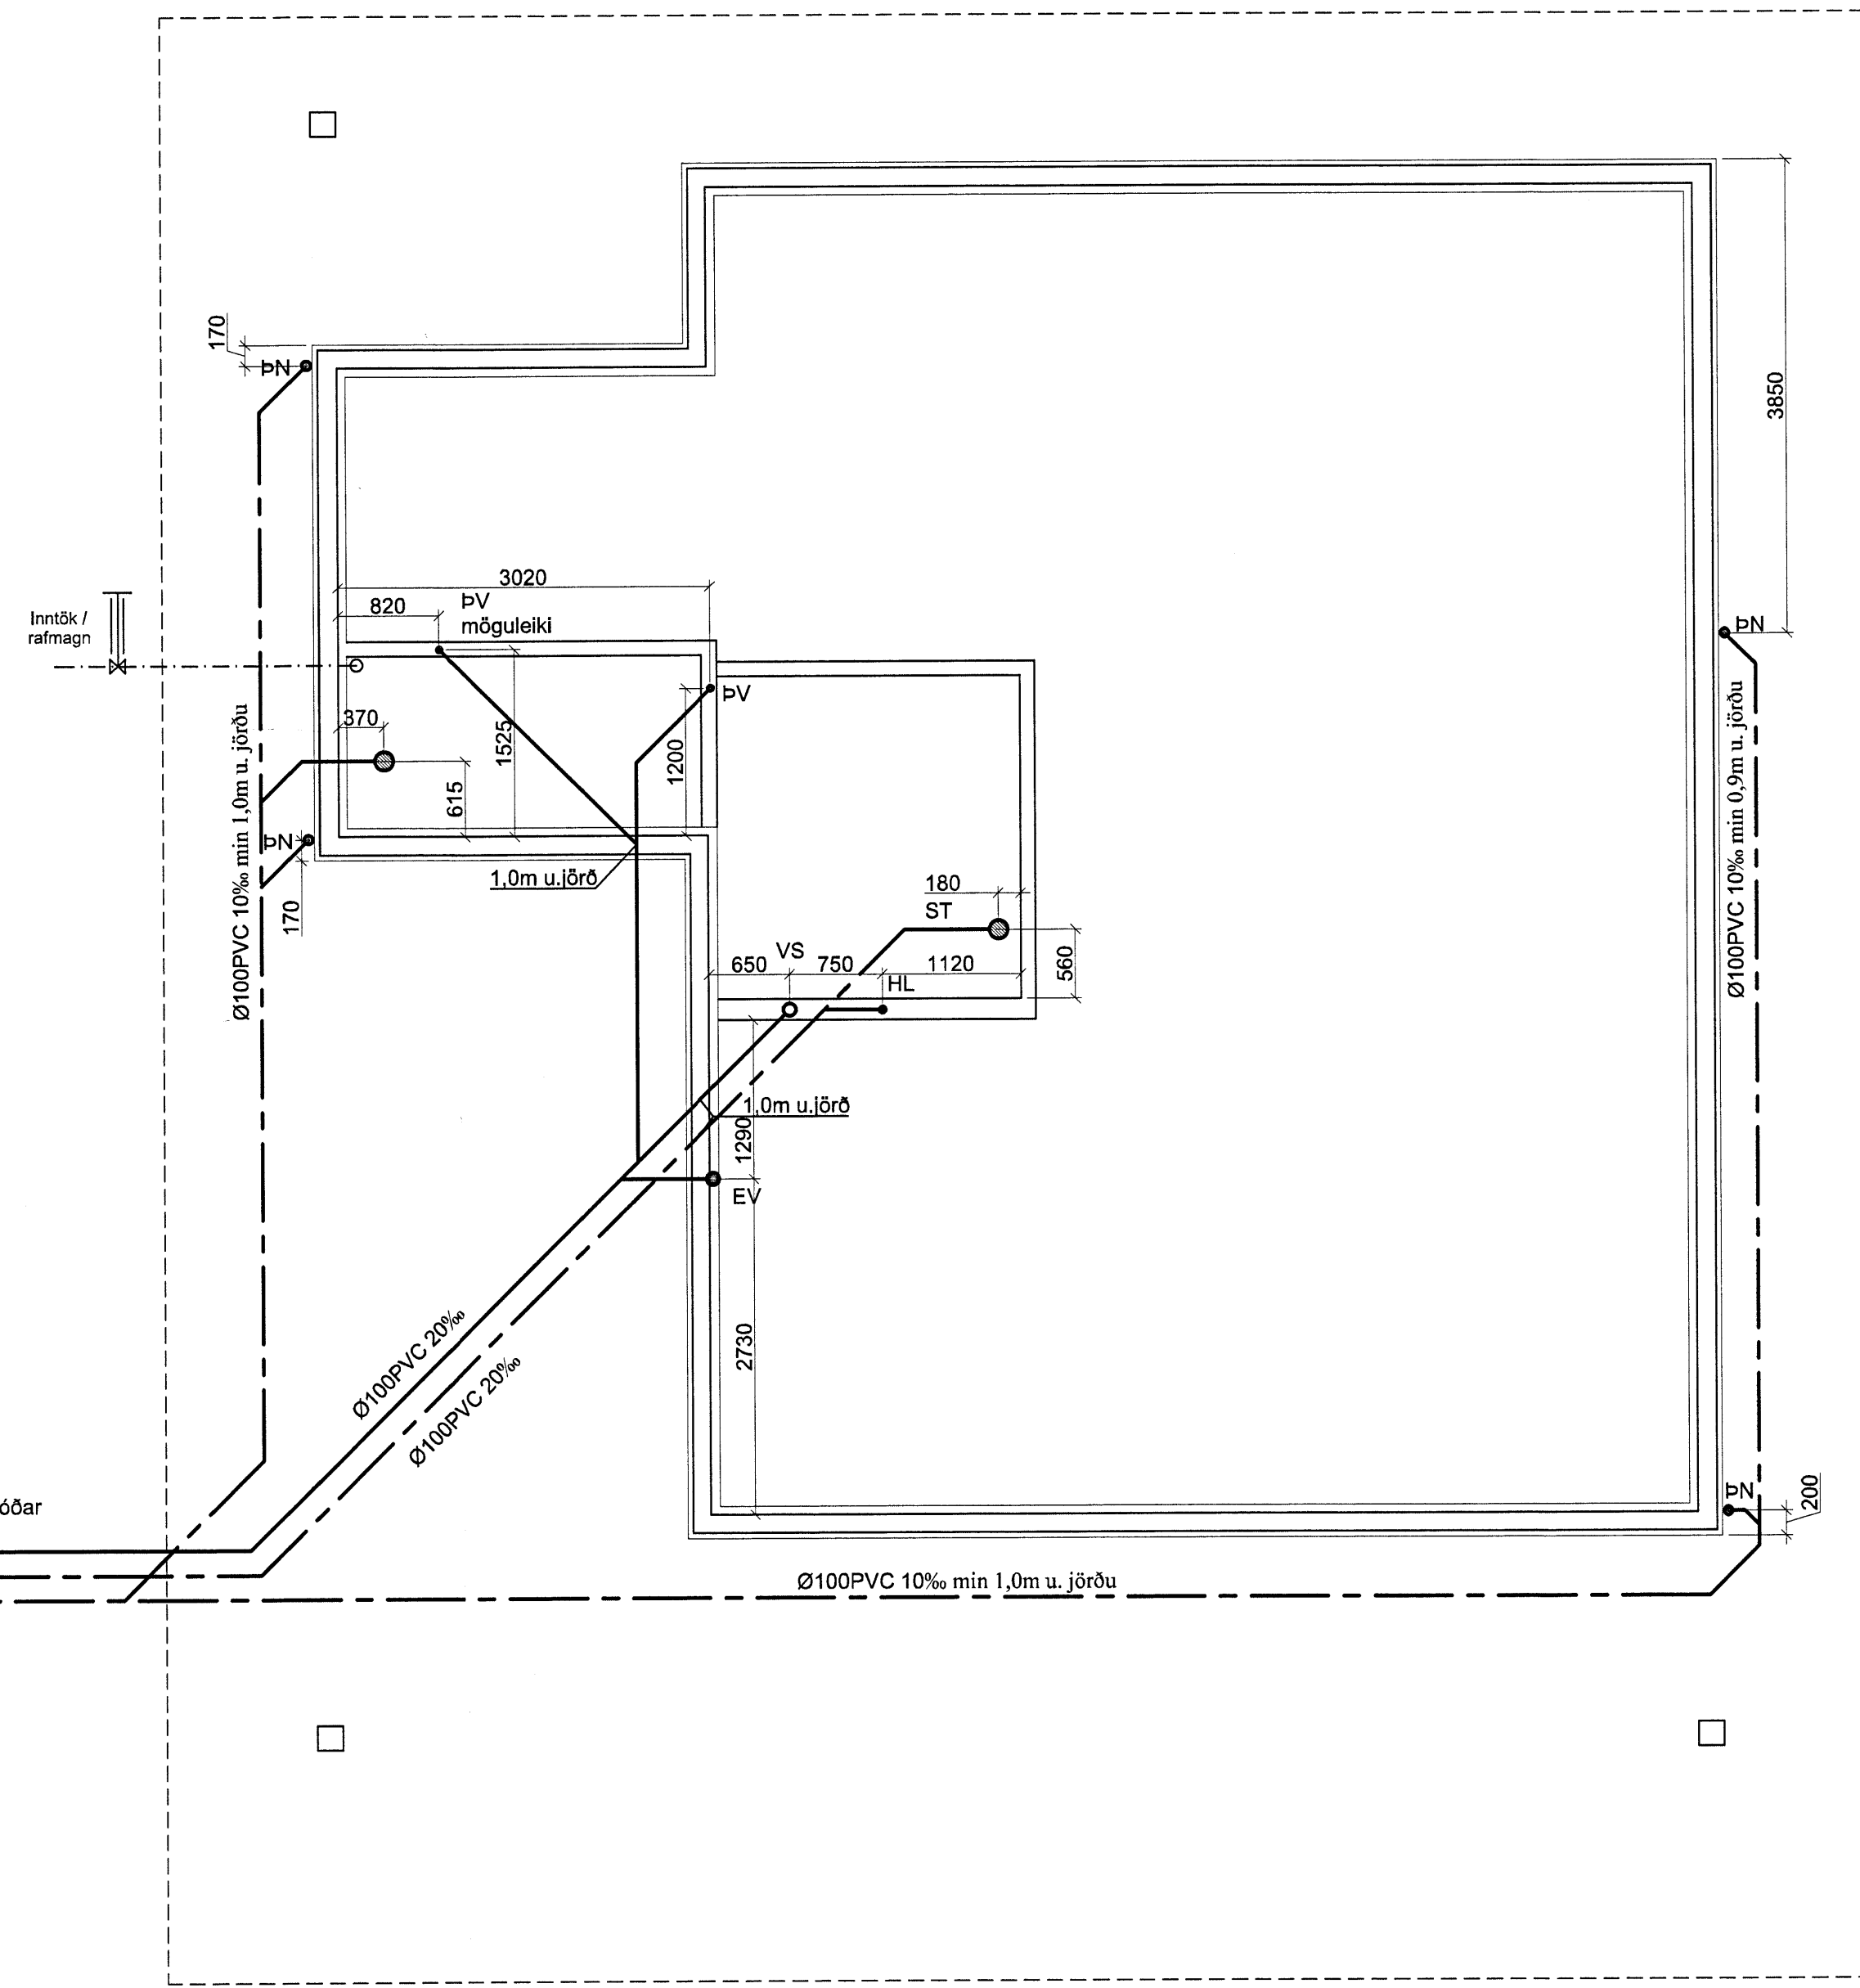 170
ÞN
3850
3020
820
ÞV
möguleiki
Inntök /
rafmagn
ÞN
ÞV
370
1525
1200
615
Ø100PVC 10‰ min 1,0m u. jörðu
Ø100PVC 10‰ min 0,9m u. jörðu
ÞN
170
1,0m u.jörð
180
ST
VS
650
750
1120
560
HL
1,0m u.jörð
1290
EV
2730
Ø100PVC 20‰
Ø100PVC 20‰
óðar
ÞN
200
Ø100PVC 10‰ min 1,0m u. jörðu